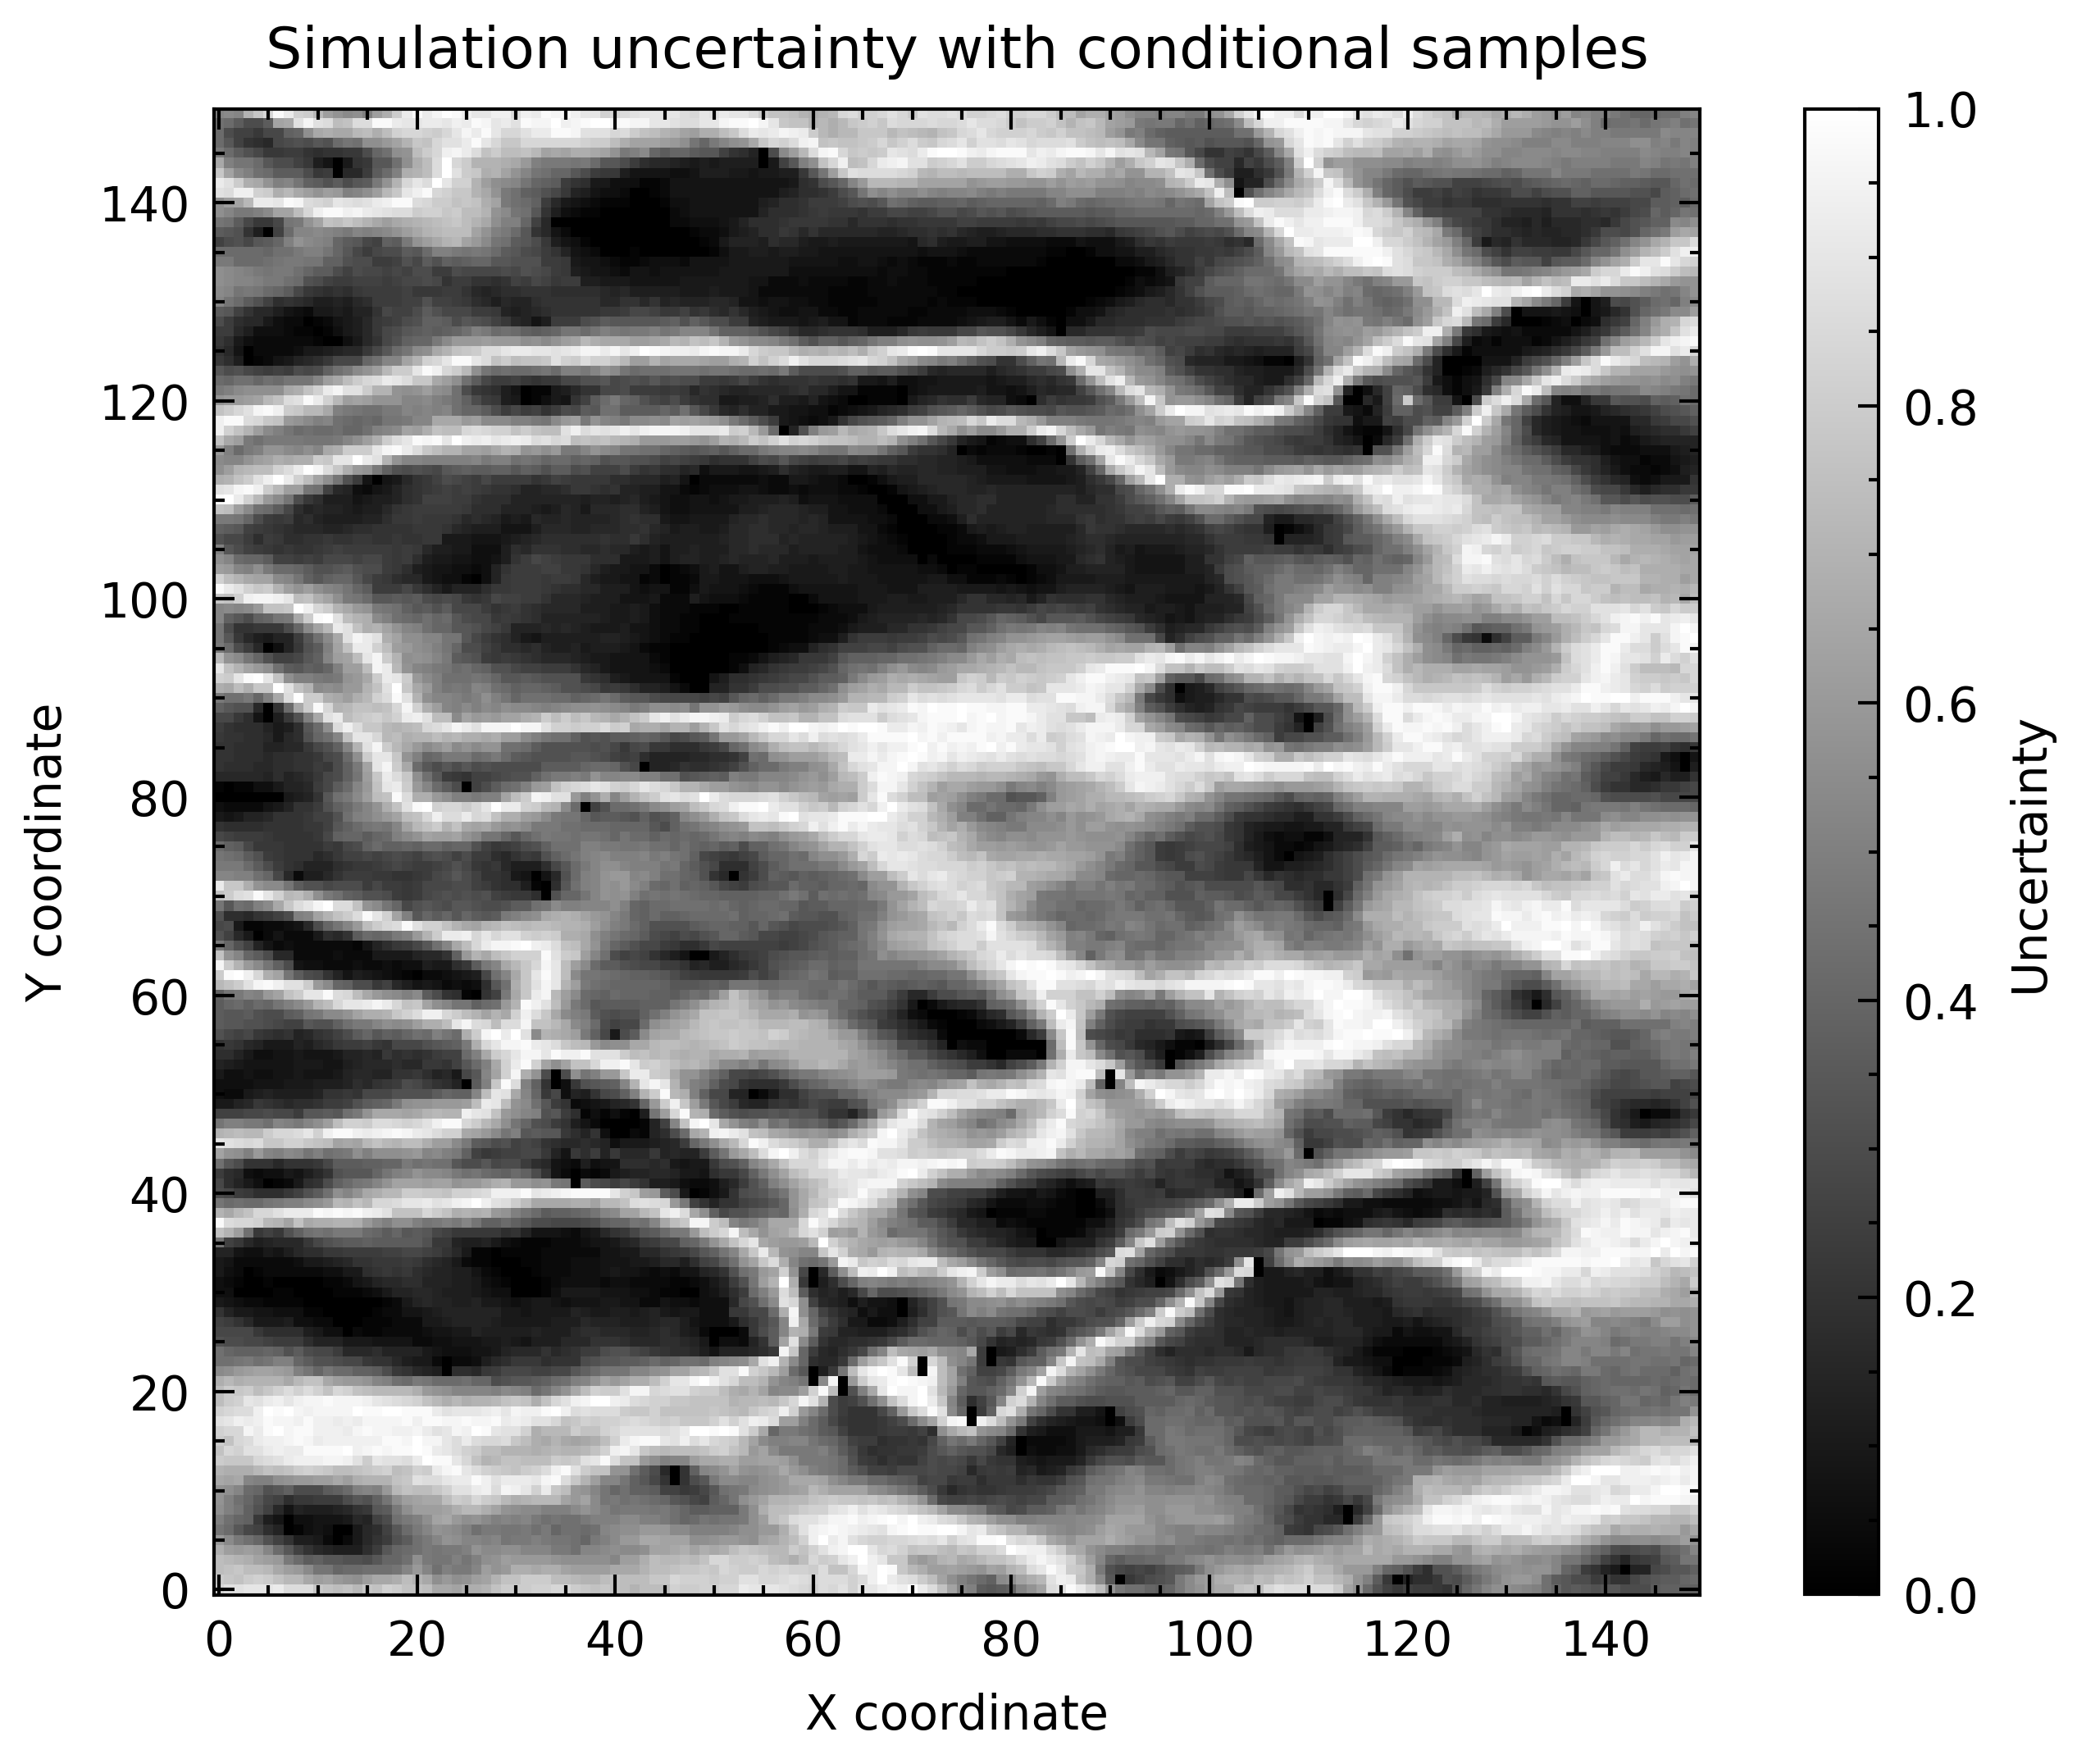 Simulation uncertainty with conditional samples
Y coordinate
140
120
100
80
60
40
20
0
0 20 40 60 80 100 120 140
X coordinate
1.0
0.8
0.6
0.4
0.2
0.0
Uncertainty